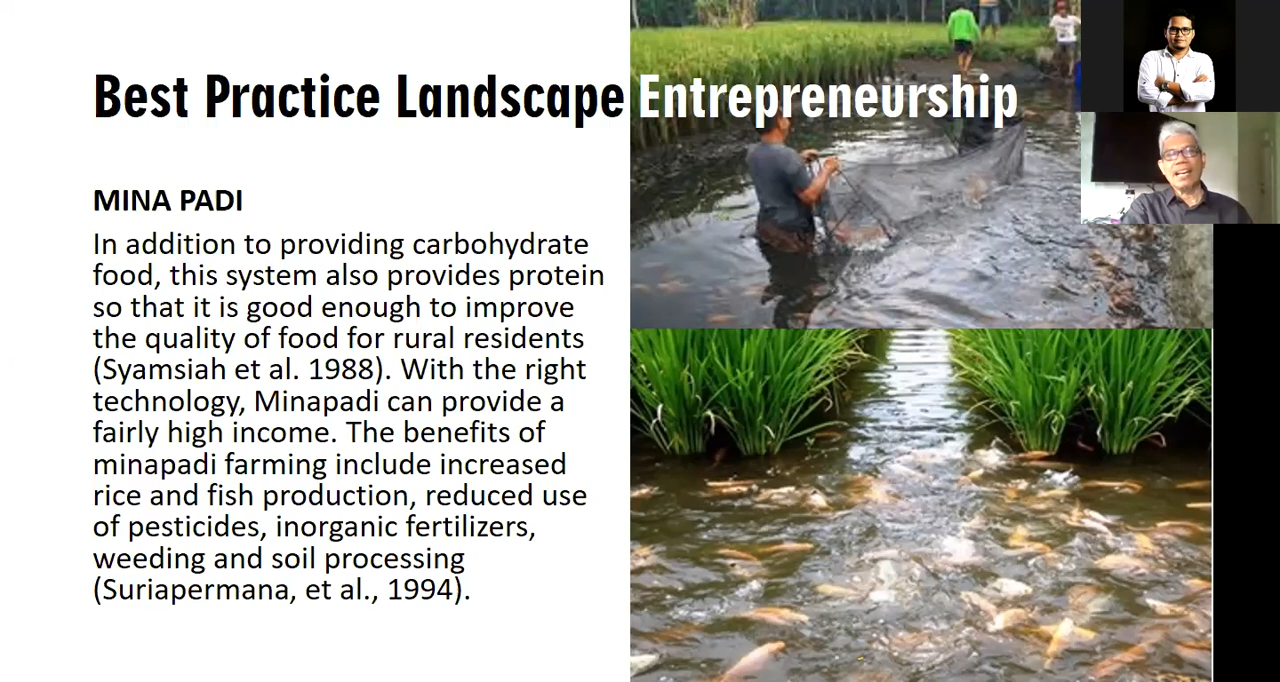 Best Practice Landscape Entrepreneurship
MINA PADI
In addition to providing carbohydrate
food, this system also provides protein
so that it is good enough to improve
the quality of food for rural residents
(Syamsiah et al. 1988). With the right
technology, Minapadi can provide a
fairly high income. The benefits of
minapadi farming include increased
rice and fish production, reduced use
of pesticides, inorganic fertilizers,
weeding and soil processing
(Suriapermana, et al., 1994).